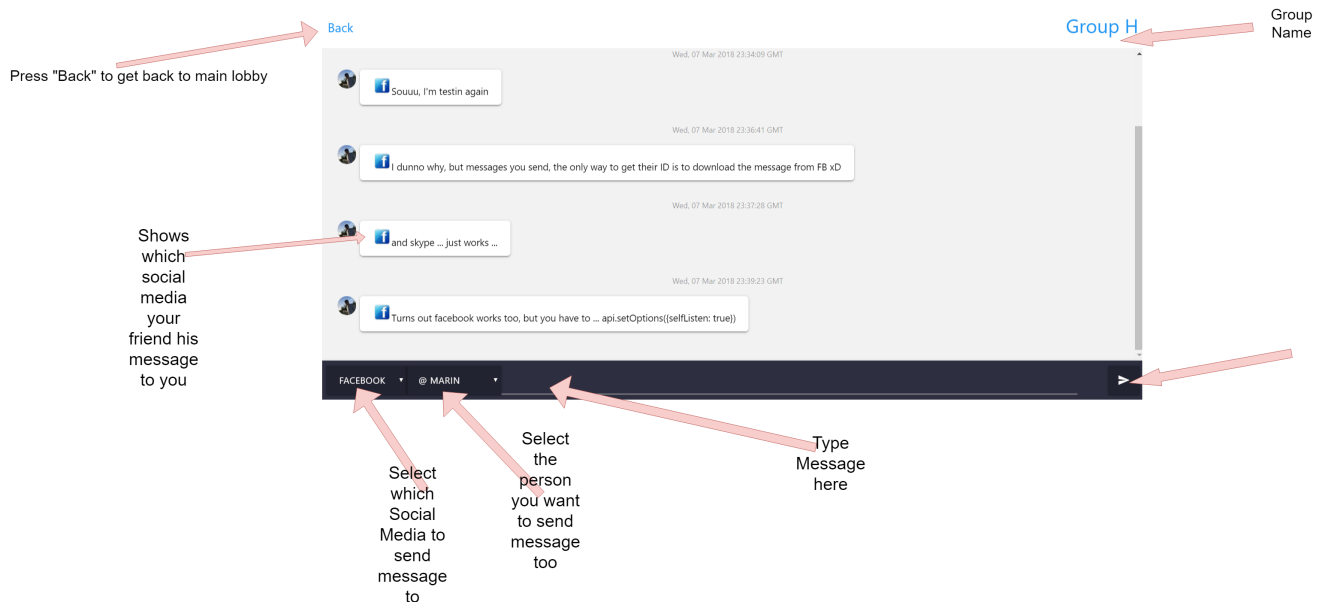 Back
Group H
Group
Name
Press "Back" to get back to main lobby
Wed, 07 Mar 2018 23:34:09 GMT
f
Souuu, I'm testin again
Wed, 07 Mar 2018 23:36:41 GMT
f
I dunno why, but messages you send, the only way to get their ID is to download the message from FB xD
Wed, 07 Mar 2018 23:37:28 GMT
f
and skype ... just works ...
Shows
which
social
media
your
friend his
message
to you
Wed, 07 Mar 2018 23:39:23 GMT
f
Turns out facebook works too, but you have to ... api.setOptions({selfListen: true})
FACEBOOK
@ MARIN
Select
which
Social
Media to
send
message
to
Select
the
person
you want
to send
message
too
Type
Message
here